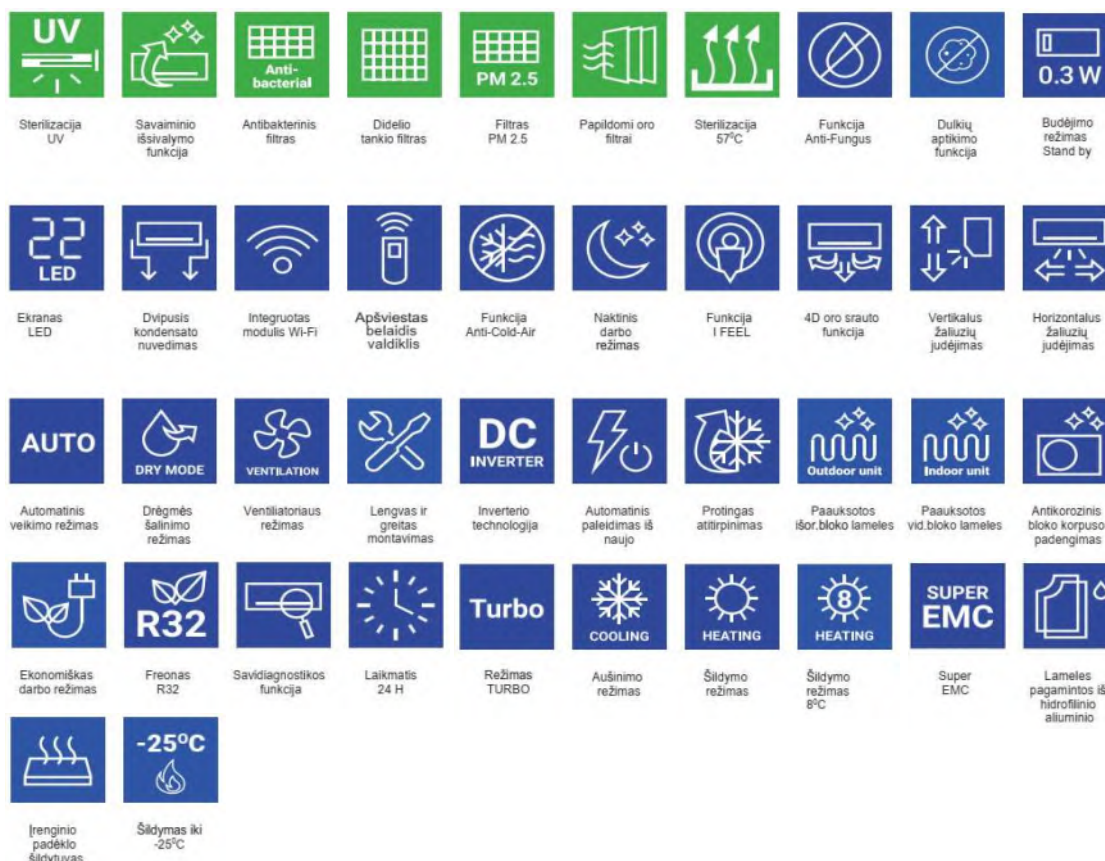 UV
Anti-
bacterial
PM 2.5
0.3 W
Sterilizacija
UV
Savaiminio
išsivalymo
funkcija
Antibakterinis
filtras
Didelio
tankio filtras
Filtras
PM 2.5
Papildomi oro
filtrai
Sterilizacija
57⁰C
Funkcija
Anti-Fungus
Dulkių
aptikimo
funkcija
Budėjimo
režimas
Stand by
22
LED
Ekranas
LED
Dvipusis
kondensato
nuvedimas
Integruotas
modulis Wi-Fi
Apšviestas
belaidis
valdiklis
Funkcija
Anti-Cold-Air
Naktinis
darbo
režimas
Funkcija
I FEEL
4D oro srauto
funkcija
Vertikalus
žaliuzių
judėjimas
Horizontalus
žaliuzių
judėjimas
AUTO
DRY MODE
VENTILATION
DC
INVERTER
Outdoor unit
Indoor unit
Automatinis
veikimo režimas
Drėgmės
šalinimo
režimas
Ventiliatoriaus
režimas
Lengvas ir
greitas
montavimas
Inverterio
technologija
Automatinis
paleidimas iš
naujo
Protingas
atitirpinimas
Paauksotos
išor.bloko lameles
Paauksotos
vid.bloko lameles
Antikorozinis
bloko korpuso
padengimas
R32
Turbo
COOLING
HEATING
8
HEATING
SUPER
EMC
Ekonomiškas
darbo režimas
Freonas
R32
Savidiagnostikos
funkcija
Laikmatis
24 H
Režimas
TURBO
Aušinimo
režimas
Šildymo
režimas
Šildymo
režimas
8⁰C
Super
EMC
Lameles
pagamintos iš
hidrofilinio
aliuminio
-25⁰C
Įrenginio
padėklo
šildytuvas
Šildymas iki
-25⁰C